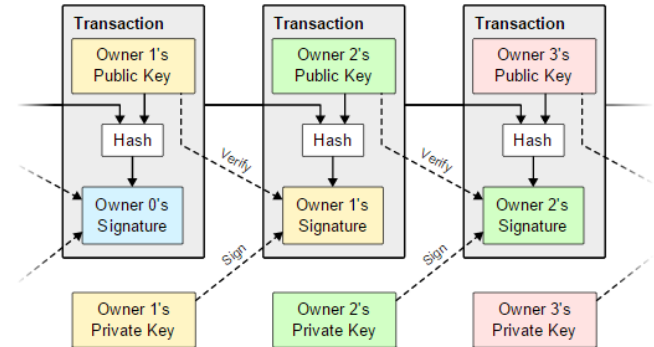 Transaction
Owner 1's
Public Key
Hash
Owner 0's
Signature
Transaction
Owner 2's
Public Key
Hash
Verify
Owner 1's
Signature
Sign
Transaction
Owner 3's
Public Key
Hash
Verify
Owner 2's
Signature
Sign
Owner 1's
Private Key
Owner 2's
Private Key
Owner 3's
Private Key